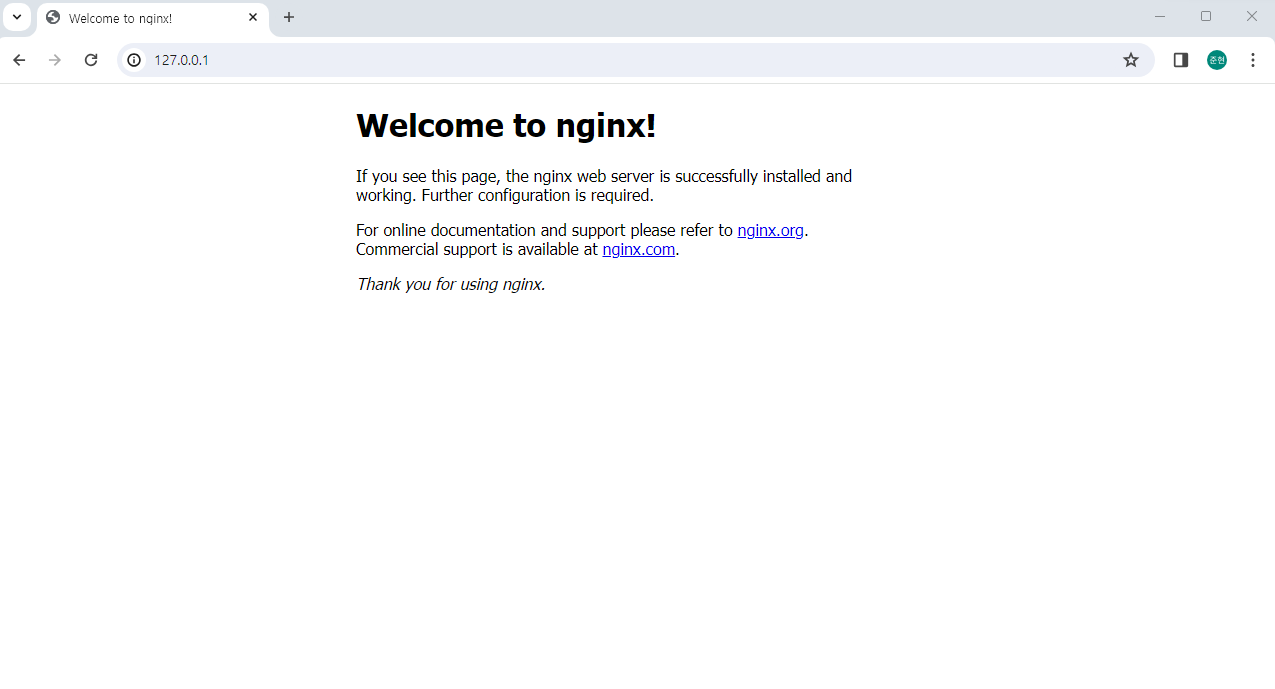 Welcome to nginx!
127.0.0.1
준현
Welcome to nginx!
If you see this page, the nginx web server is successfully installed and
working. Further configuration is required.
For online documentation and support please refer to nginx.org.
Commercial support is available at nginx.com.
Thank you for using nginx.